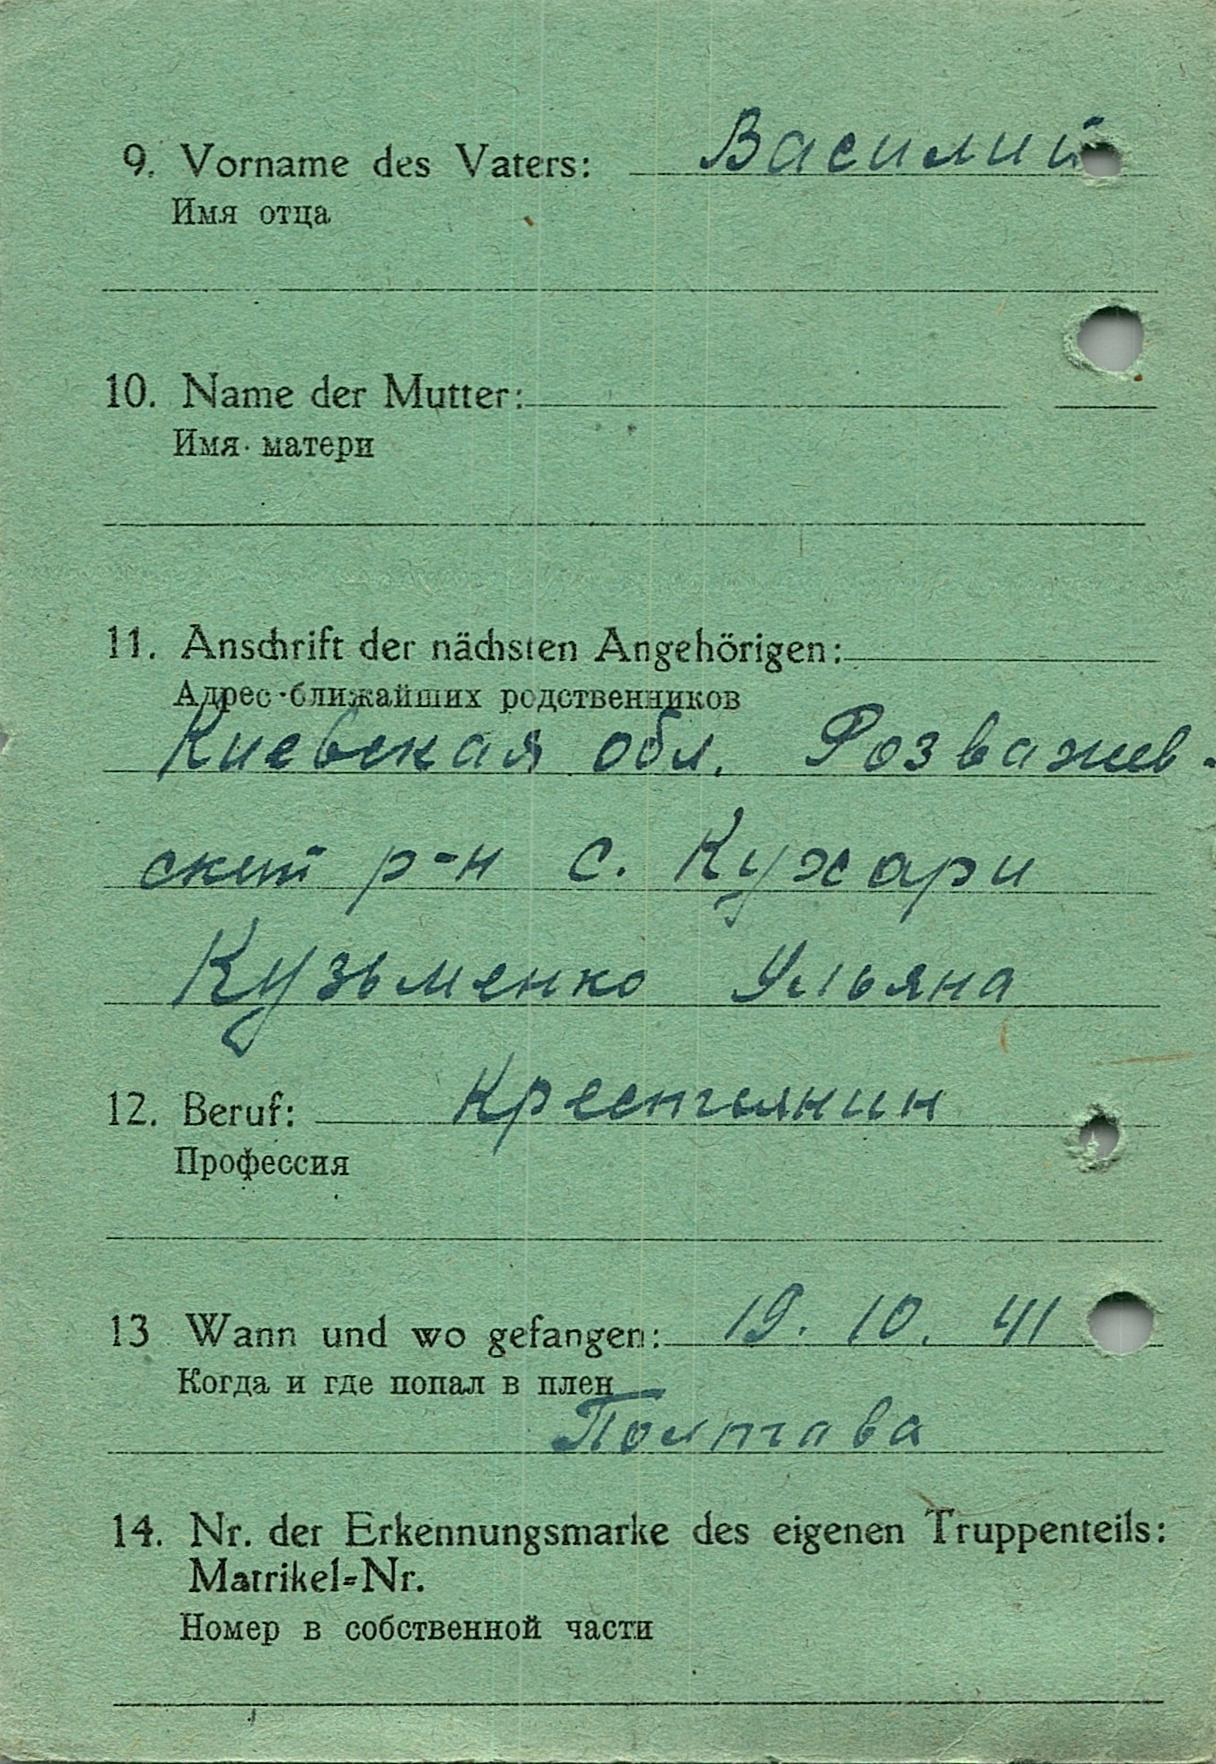 9. Vorname des Vaters: Василий
Имя отца
10. Name der Mutter:
Имя матери
11. Anschrift der nächsten Angehörigen:
Адрес ближайших родственников
Киевская обл. Розважев-
ский р-н с. Кухари
Кузьменко Ульяна
12. Beruf: Крестьянин
Профессия
13 Wann und wo gefangen: 19. 10. 41
Когда и где попал в плен
Полтава
14. Nr. der Erkennungsmarke des eigenen Truppenteils:
Matrikel-Nr.
Номер в собственной части